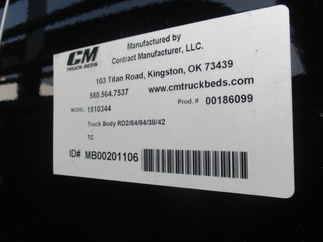 CM
TRUCK BEDS
Manufactured by
Contract Manufacturer, LLC.
103 Titan Road, Kingston, OK 73439
580.564.7537
www.cmtruckbeds.com
MODEL 1510344
Prod. # 00186099
Truck Body RD2/84/84/38/42
TC
ID# MB00201106